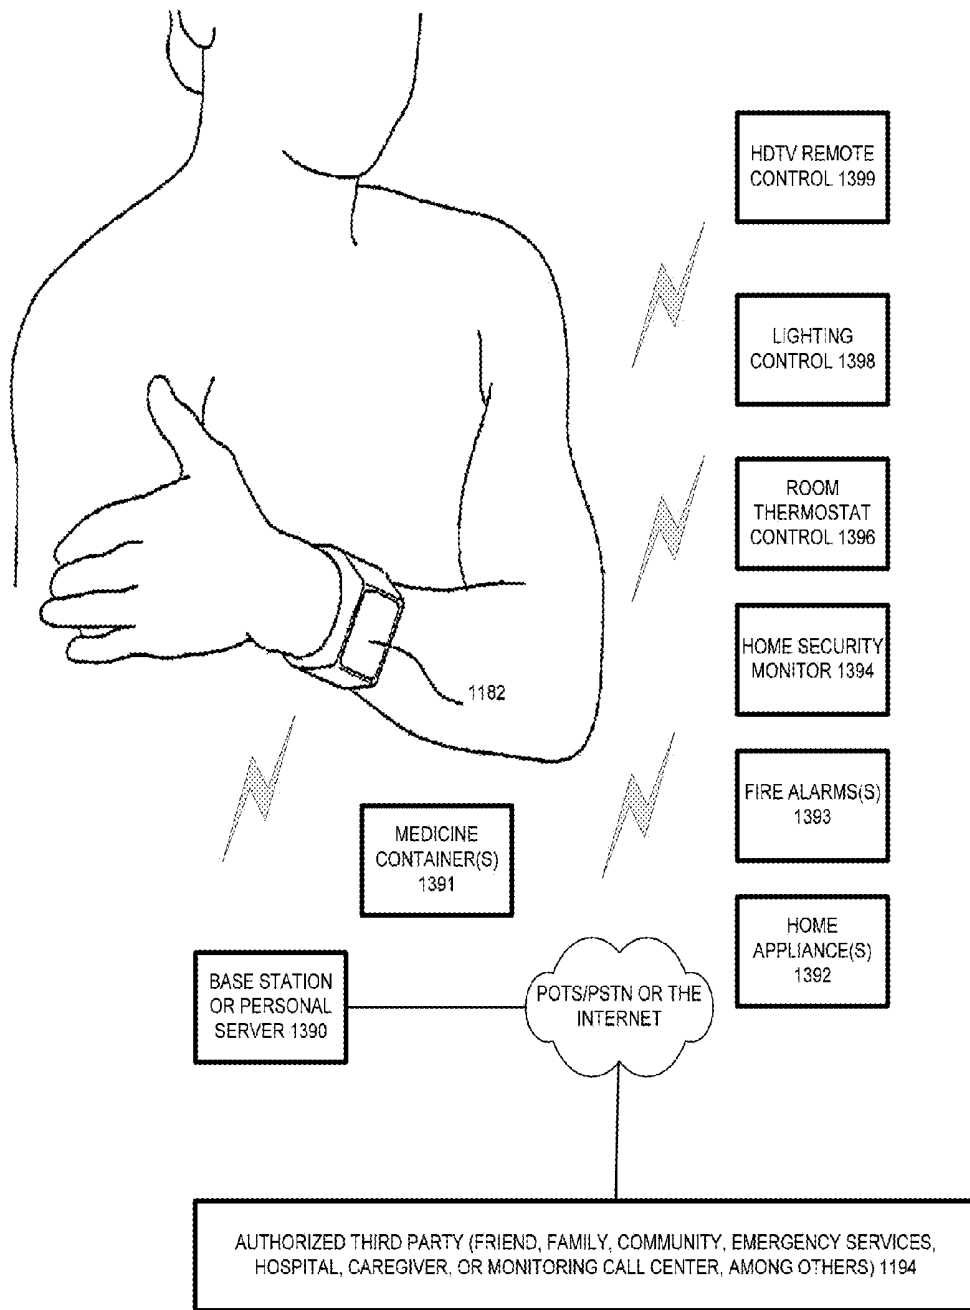 HDTV REMOTE
CONTROL 1399
LIGHTING
CONTROL 1398
ROOM
THERMOSTAT
CONTROL 1396
HOME SECURITY
MONITOR 1394
1182
FIRE ALARMS(S)
1393
MEDICINE
CONTAINER(S)
1391
HOME
APPLIANCE(S)
1392
BASE STATION
OR PERSONAL
SERVER 1390
POTS/PSTN OR THE
INTERNET
AUTHORIZED THIRD PARTY (FRIEND, FAMILY, COMMUNITY, EMERGENCY SERVICES,
HOSPITAL, CAREGIVER, OR MONITORING CALL CENTER, AMONG OTHERS) 1194